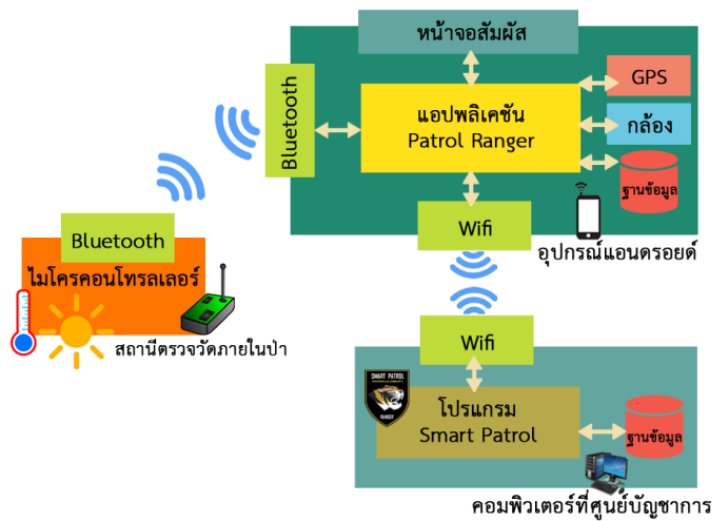 หน้าจอสัมผัส
Bluetooth
แอปพลิเคชัน
Patrol Ranger
GPS
กล้อง
ฐานข้อมูล
Wifi
อุปกรณ์แอนดรอยด์
Bluetooth
ไมโครคอนโทรลเลอร์
สถานีตรวจวัดภายในป่า
Wifi
SMART PATROL
RANGER
โปรแกรม
Smart Patrol
ฐานข้อมูล
คอมพิวเตอร์ที่ศูนย์บัญชาการ